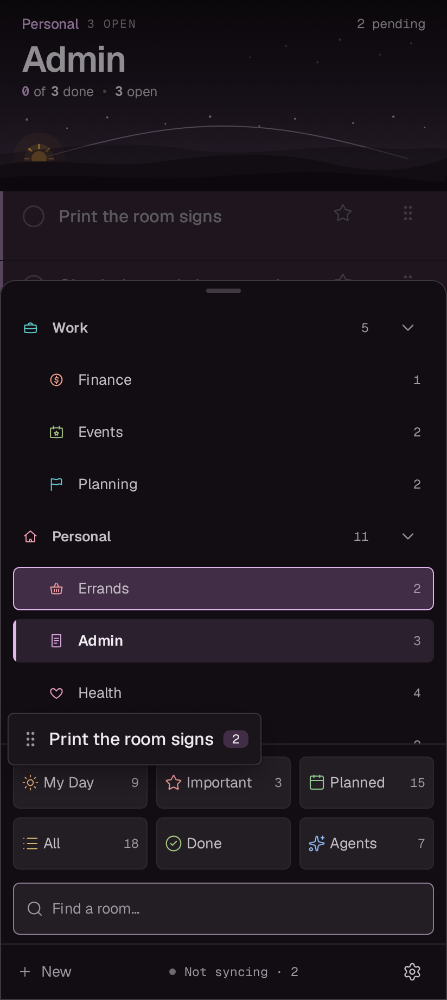 Personal 3 OPEN 2 pending
Admin
0 of 3 done • 3 open
Print the room signs
Work 5
Finance 1
Events 2
Planning 2
Personal 11
Errands 2
Admin 3
Health 4
Print the room signs 2
My Day 9 Important 3 Planned 15
All 18 Done Agents 7
Find a room…
+ New Not syncing · 2